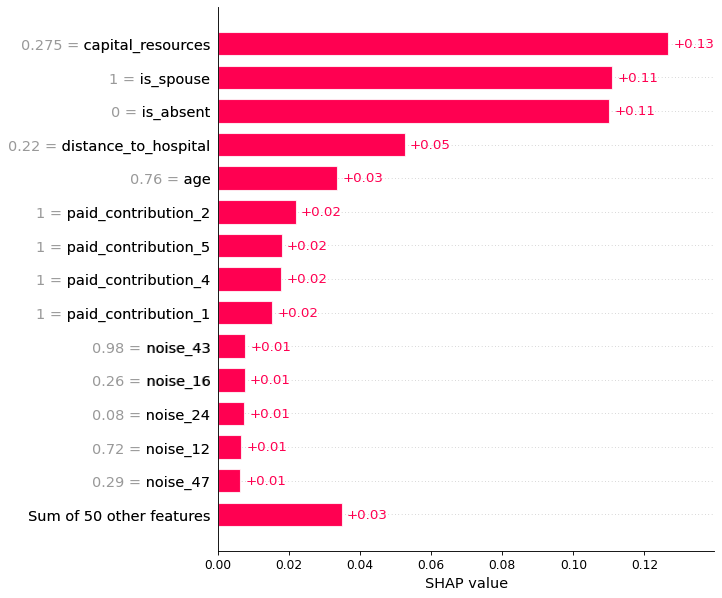 0.275 = capital_resources +0.13
1 = is_spouse +0.11
0 = is_absent +0.11
0.22 = distance_to_hospital +0.05
0.76 = age +0.03
1 = paid_contribution_2 +0.02
1 = paid_contribution_5 +0.02
1 = paid_contribution_4 +0.02
1 = paid_contribution_1 +0.02
0.98 = noise_43 +0.01
0.26 = noise_16 +0.01
0.08 = noise_24 +0.01
0.72 = noise_12 +0.01
0.29 = noise_47 +0.01
Sum of 50 other features +0.03
0.00 0.02 0.04 0.06 0.08 0.10 0.12
SHAP value